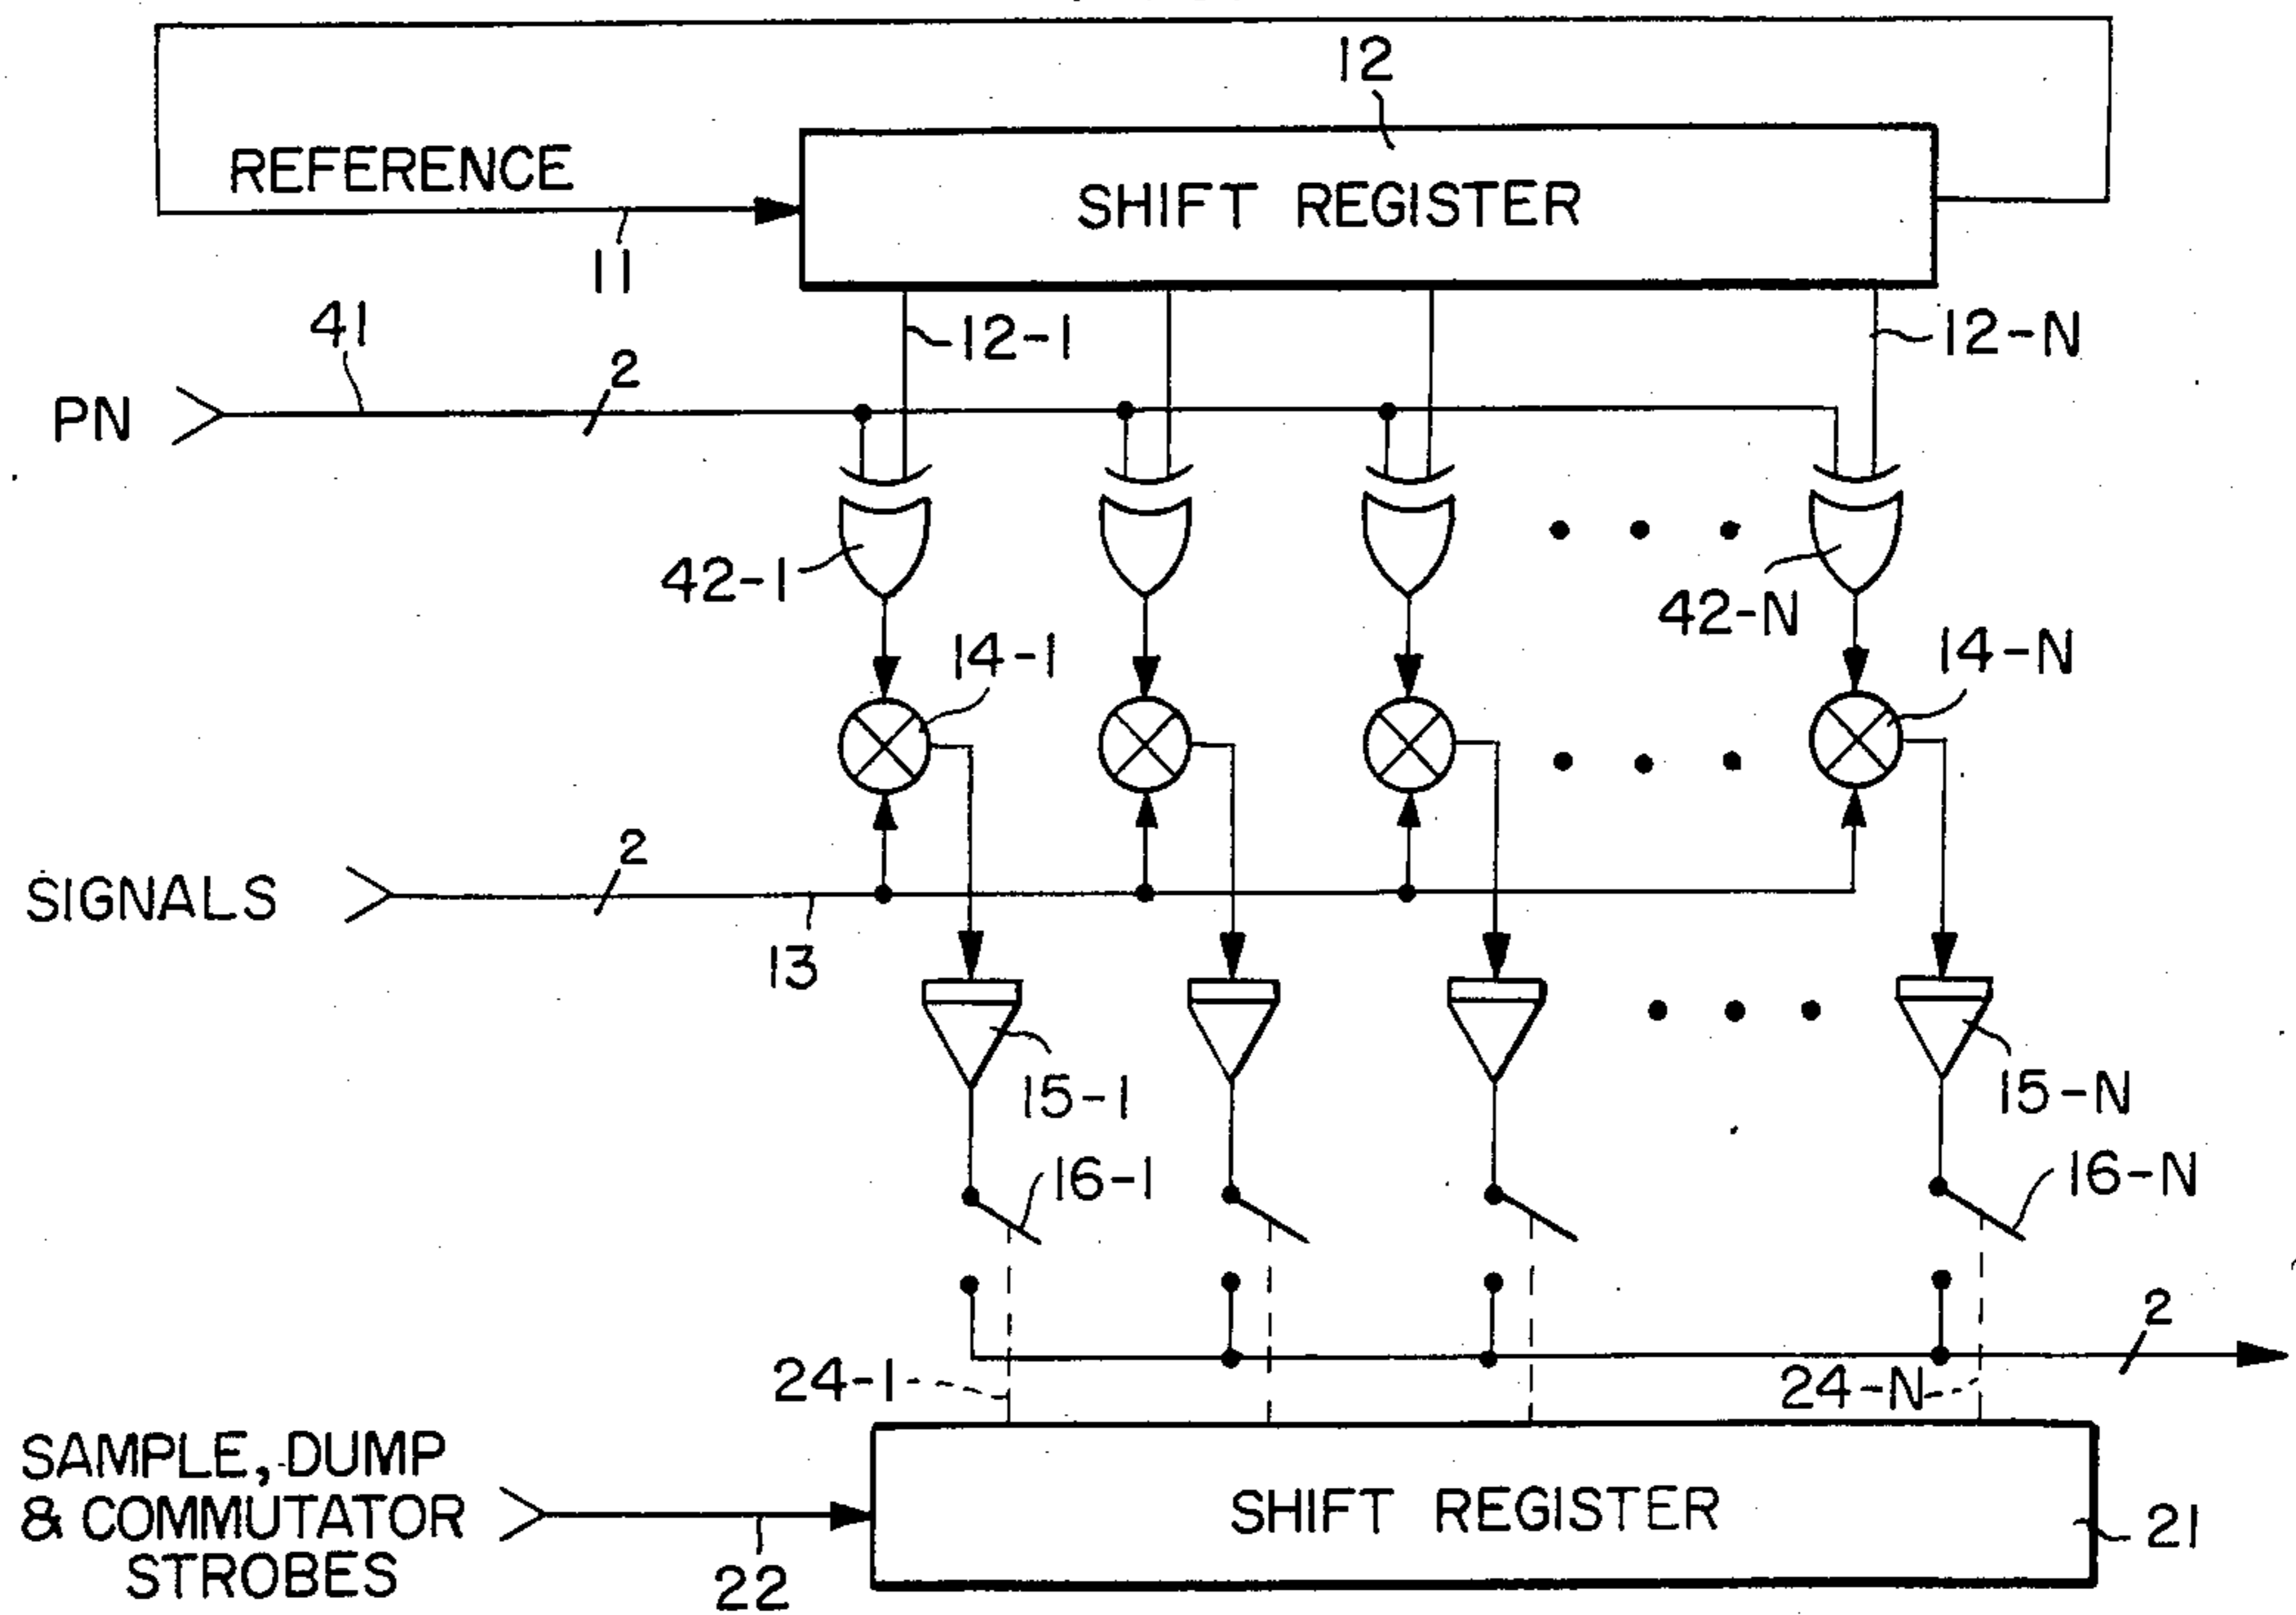 12
REFERENCE
SHIFT REGISTER
11
41
12-1
12-N
2
PN
42-1
42-N
14-1
14-N
2
SIGNALS
13
15-1
15-N
16-1
16-N
2
24-1
24-N
SAMPLE, DUMP
& COMMUTATOR
STROBES
SHIFT REGISTER
21
22